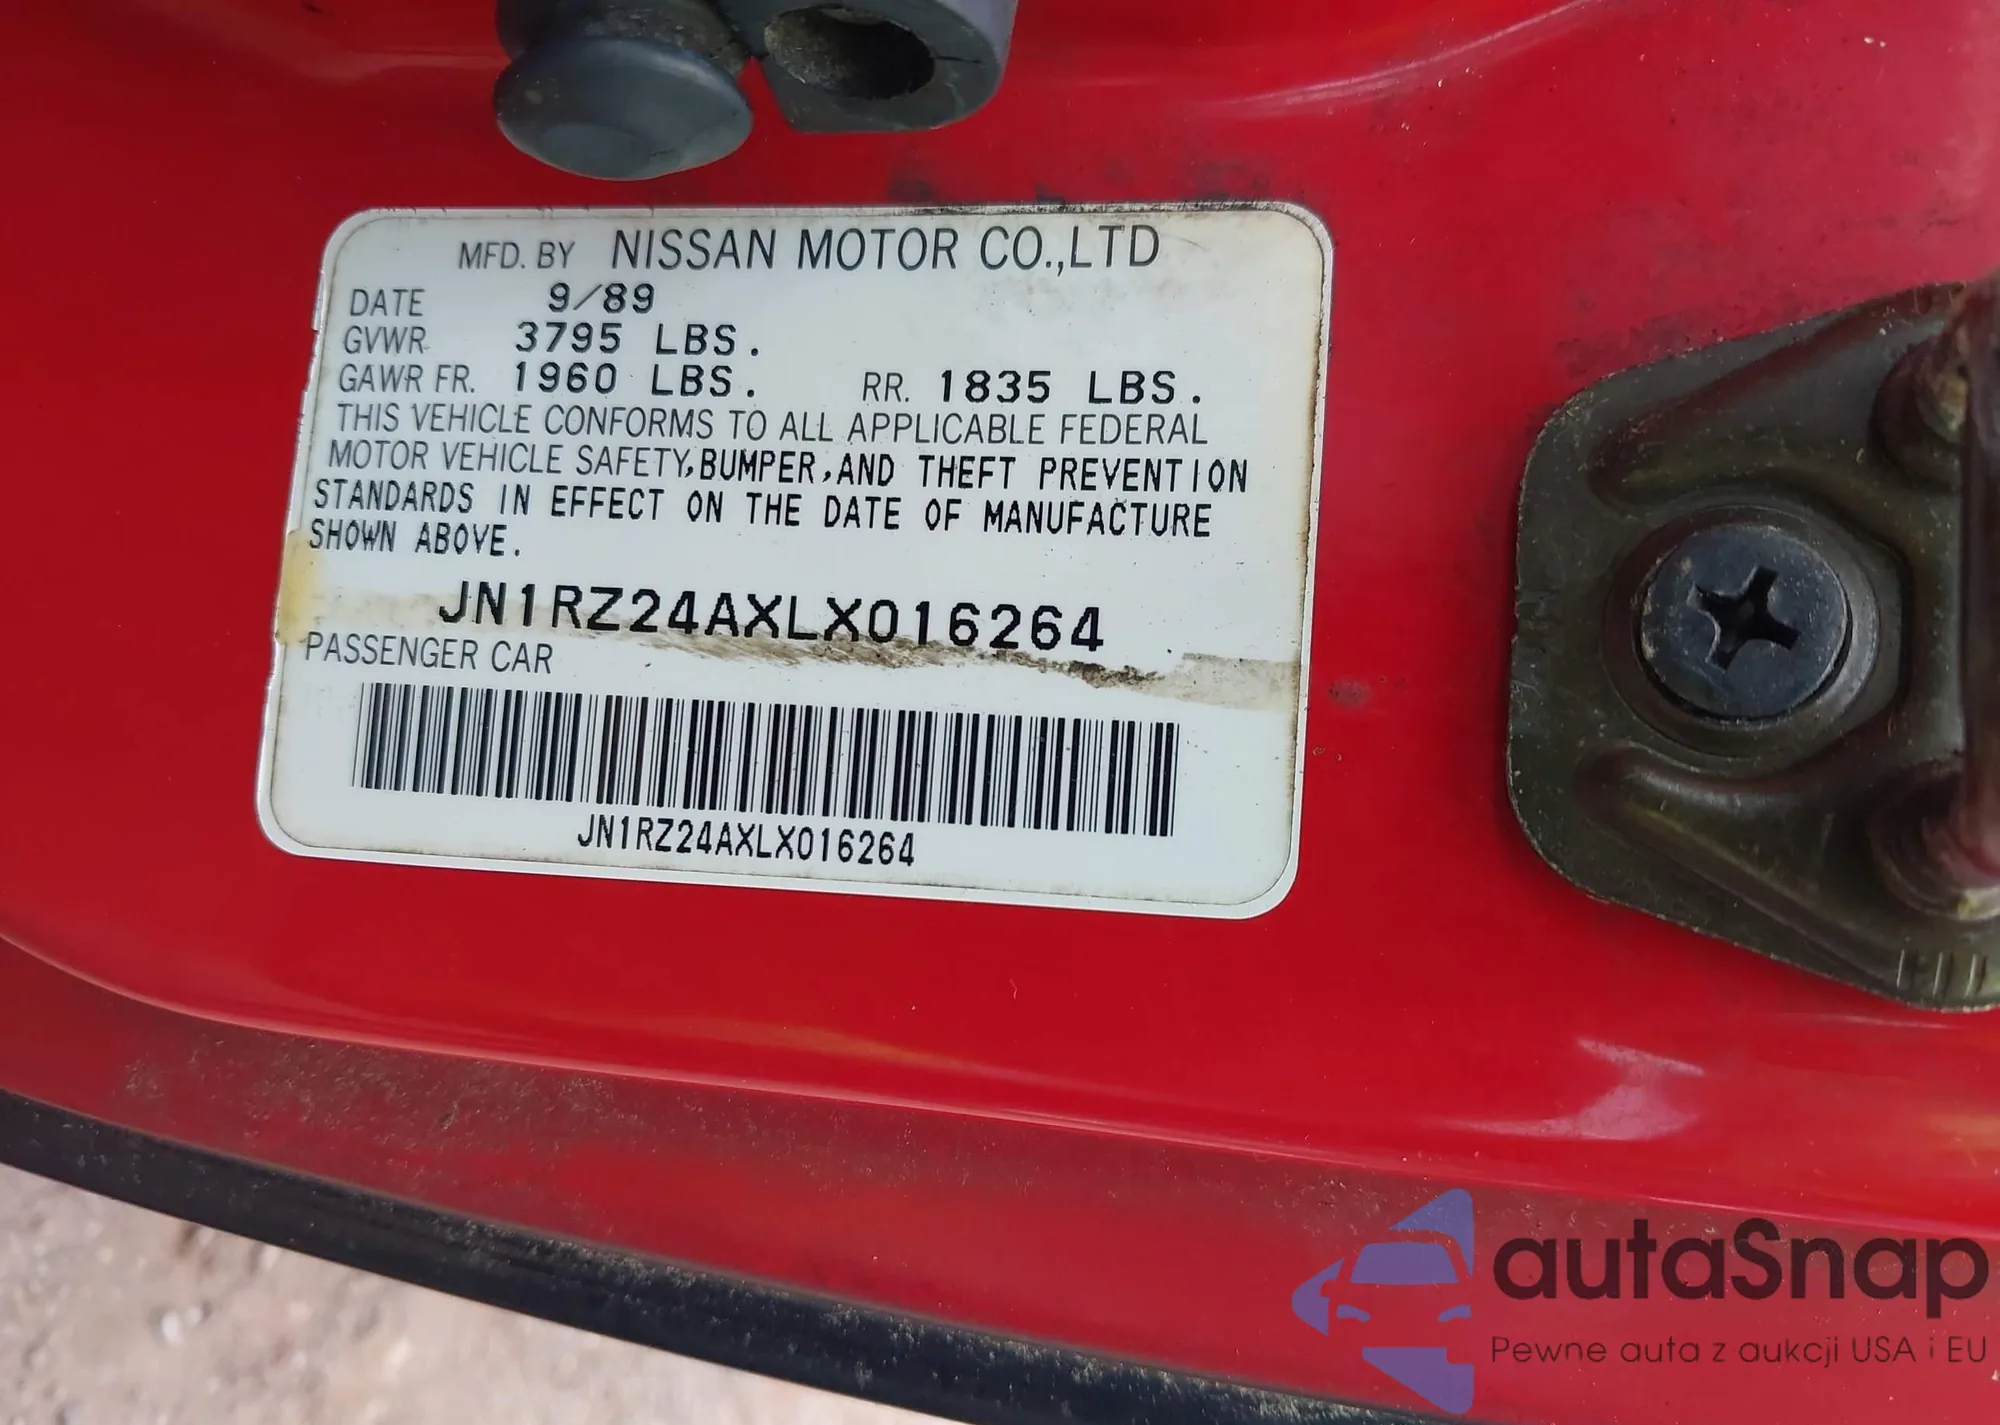 MFD. BY NISSAN MOTOR CO.,LTD
DATE 9/89
GVWR 3795 LBS.
GAWR FR. 1960 LBS. RR. 1835 LBS.
THIS VEHICLE CONFORMS TO ALL APPLICABLE FEDERAL
MOTOR VEHICLE SAFETY,BUMPER,AND THEFT PREVENTION
STANDARDS IN EFFECT ON THE DATE OF MANUFACTURE
SHOWN ABOVE.
JN1RZ24AXLX016264
PASSENGER CAR
JN1RZ24AXLX016264
autaSnap
Pewne auta z aukcji USA i EU